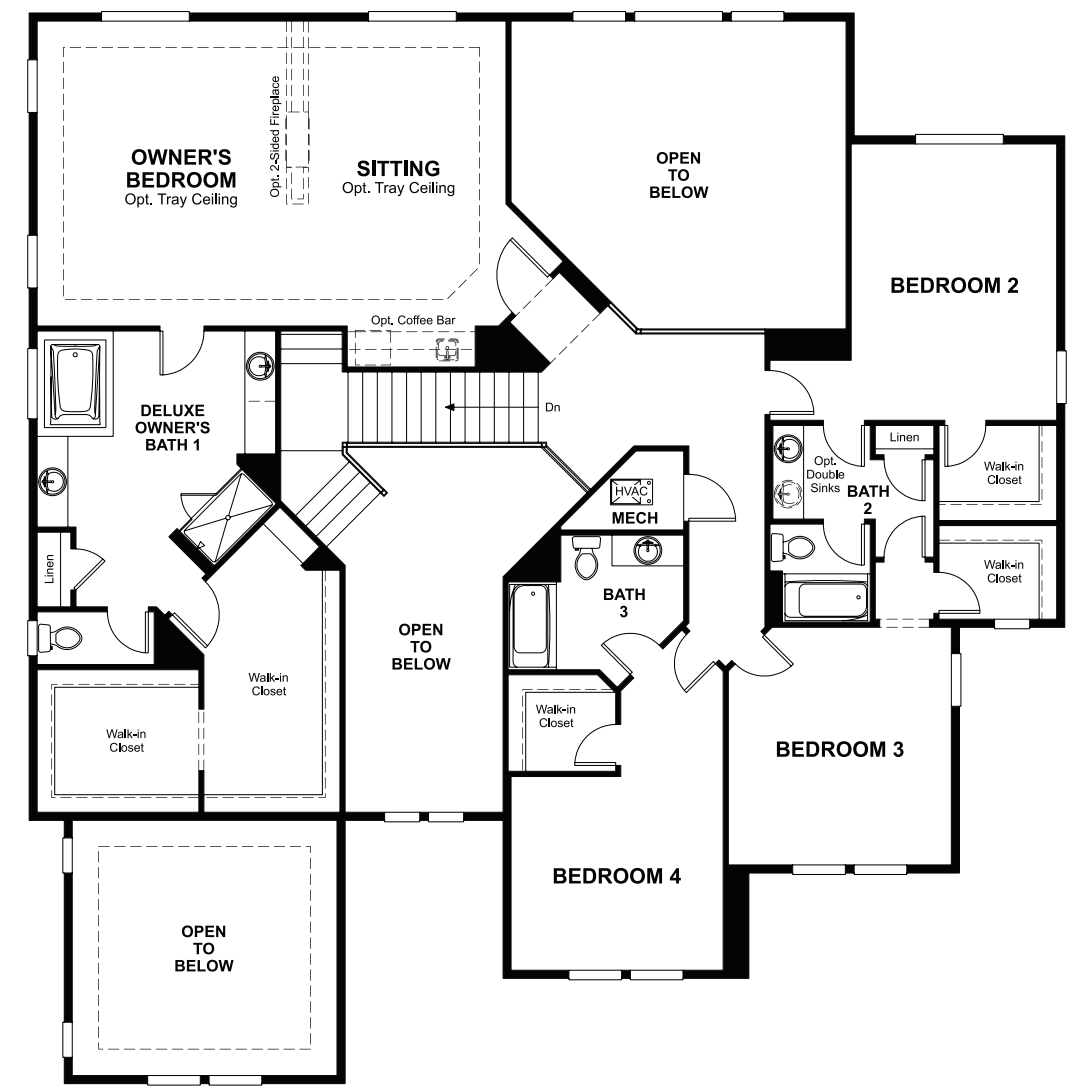 OWNER'S
BEDROOM
Opt. Tray Ceiling
Opt. 2-Sided Fireplace
SITTING
Opt. Tray Ceiling
OPEN
TO
BELOW
BEDROOM 2
Opt. Coffee Bar
DELUXE
OWNER'S
BATH 1
Dn
Linen
Opt.
Double
Sinks
BATH
2
Walk-in
Closet
HVAC
MECH
Walk-in
Closet
Linen
BATH
3
OPEN
TO
BELOW
Walk-in
Closet
Walk-in
Closet
Walk-in
Closet
BEDROOM 3
BEDROOM 4
OPEN
TO
BELOW